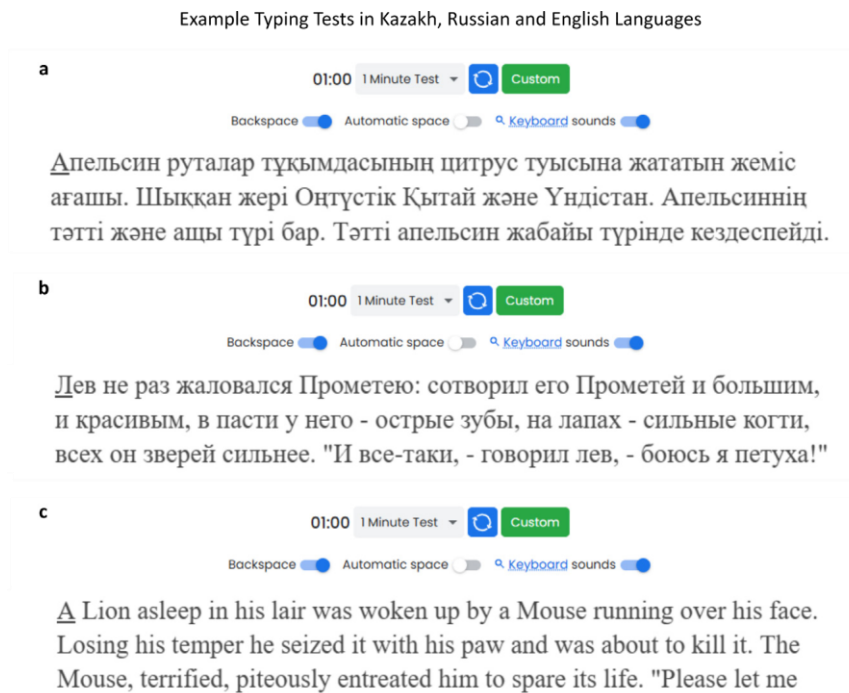 Example Typing Tests in Kazakh, Russian and English Languages
a
01:00 1 Minute Test Custom
Backspace Automatic space Keyboard sounds
Апельсин руталар тұқымдасының цитрус туысына жататын жеміс
ағашы. Шыққан жері Оңтүстік Қытай және Үндістан. Апельсиннің
тәтті және ащы түрі бар. Тәтті апельсин жабайы түрінде кездеспейді.
b
01:00 1 Minute Test Custom
Backspace Automatic space Keyboard sounds
Лев не раз жаловался Прометею: сотворил его Прометей и большим,
и красивым, в пасти у него - острые зубы, на лапах - сильные когти,
всех он зверей сильнее. "И все-таки, - говорил лев, - боюсь я петуха!"
c
01:00 1 Minute Test Custom
Backspace Automatic space Keyboard sounds
A Lion asleep in his lair was woken up by a Mouse running over his face.
Losing his temper he seized it with his paw and was about to kill it. The
Mouse, terrified, piteously entreated him to spare its life. "Please let me